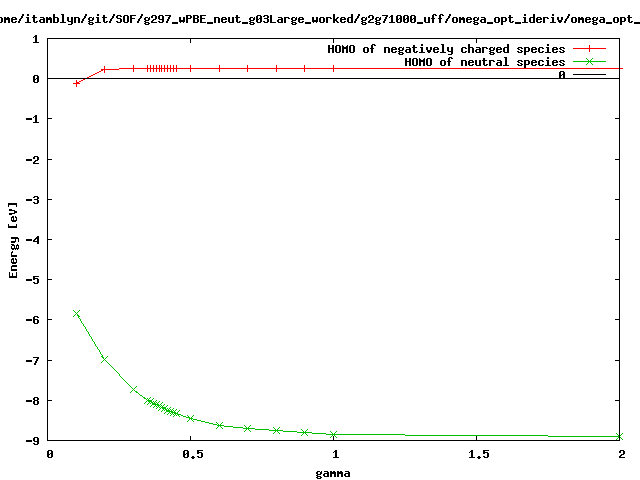 ome/itamblyn/git/SOF/g297_wPBE_neut_g03Large_worked/g2g71000_uff/omega_opt_ideriv/omega_opt_
HOMO of negatively charged species
HOMO of neutral species
0
1
0
-1
-2
-3
-4
-5
-6
-7
-8
-9
Energy [eV]
0 0.5 1 1.5 2
gamma